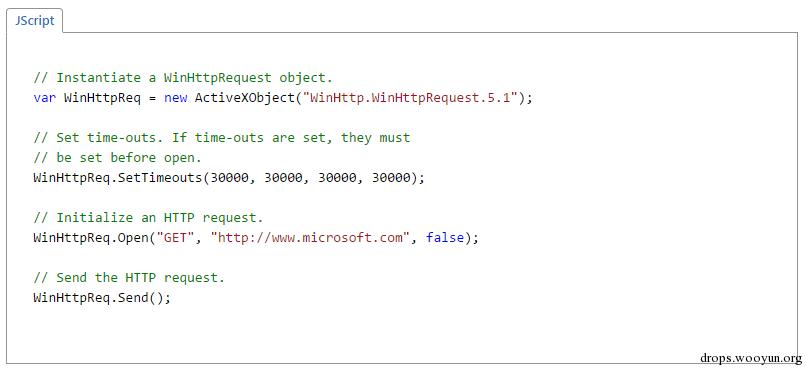 JScript
// Instantiate a WinHttpRequest object.
var WinHttpReq = new ActiveXObject("WinHttp.WinHttpRequest.5.1");
// Set time-outs. If time-outs are set, they must
// be set before open.
WinHttpReq.SetTimeouts(30000, 30000, 30000, 30000);
// Initialize an HTTP request.
WinHttpReq.Open("GET", "http://www.microsoft.com", false);
// Send the HTTP request.
WinHttpReq.Send();
drops.wooyun.org